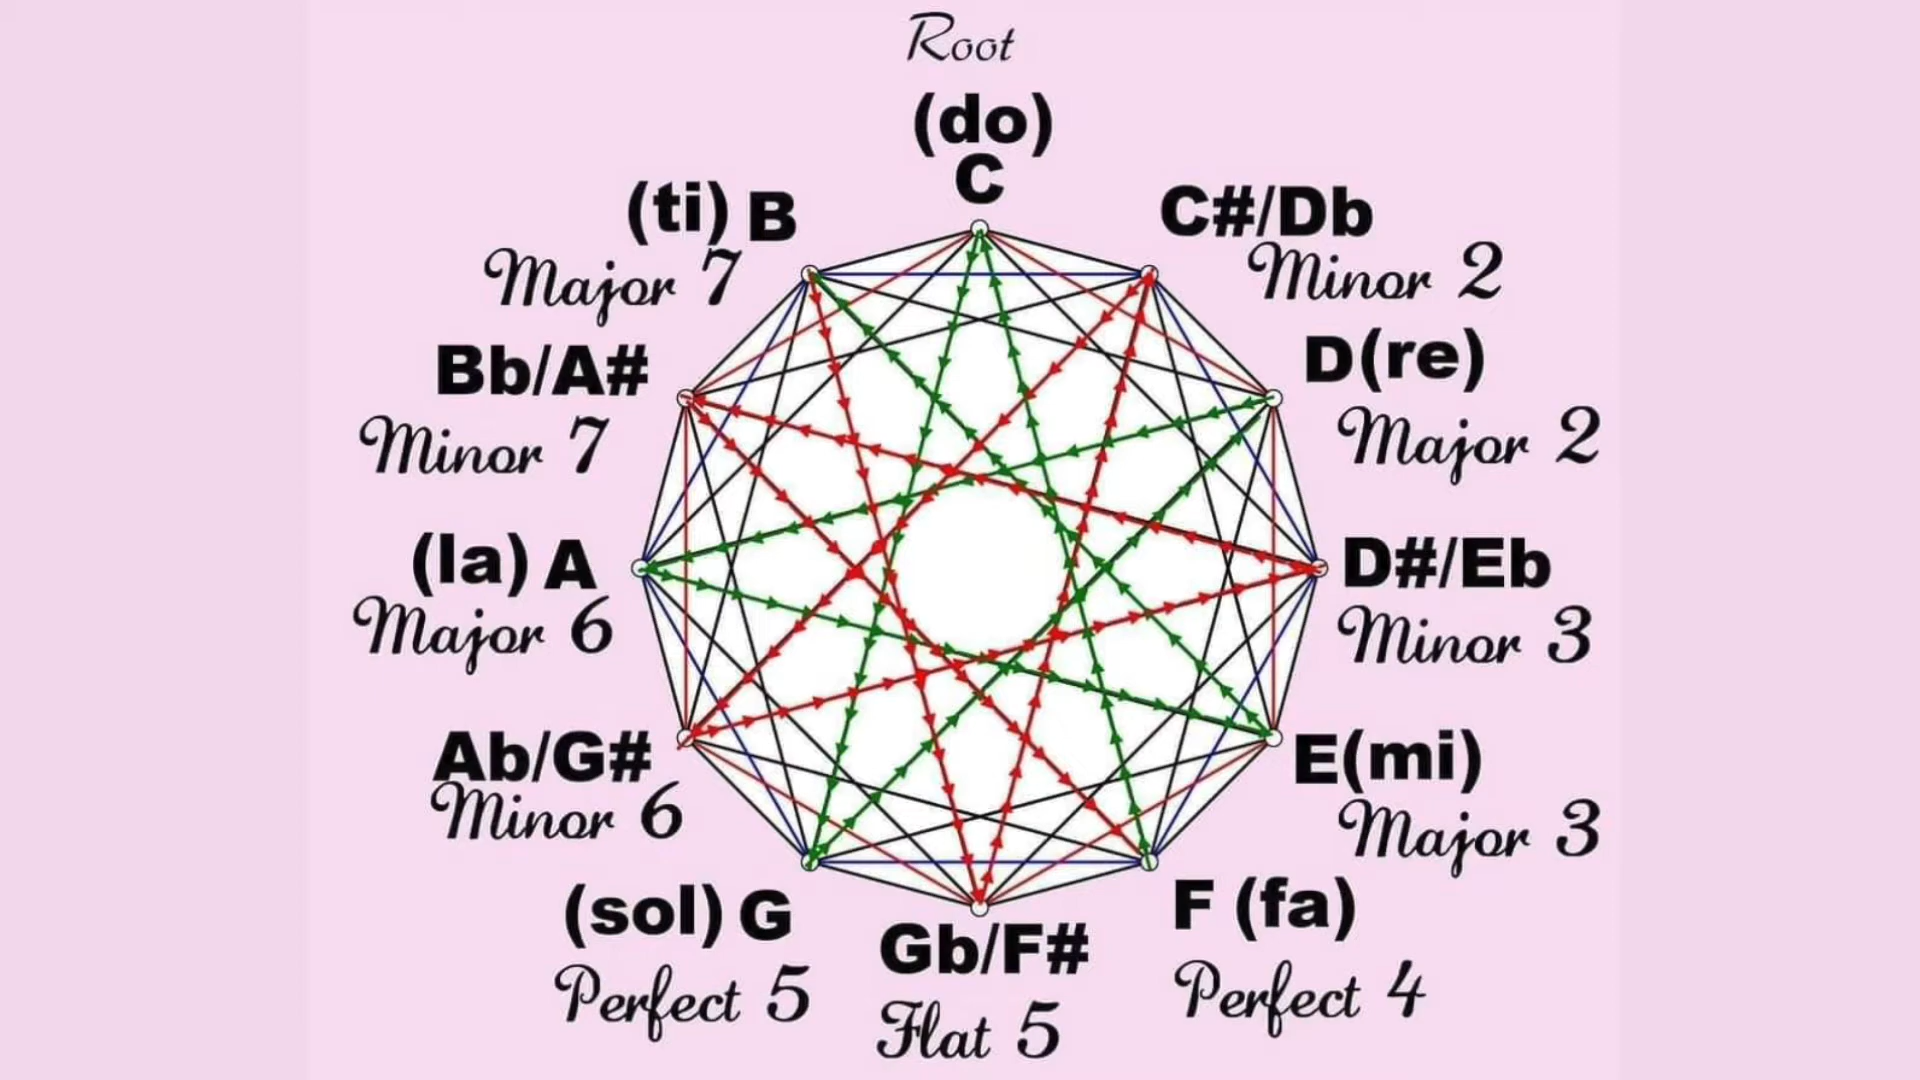 Root
(do)
C
C#/Db
Minor 2
D(re)
Major 2
D#/Eb
Minor 3
E(mi)
Major 3
F (fa)
Perfect 4
Gb/F#
Flat 5
(sol) G
Perfect 5
Ab/G#
Minor 6
(la) A
Major 6
Bb/A#
Minor 7
(ti) B
Major 7